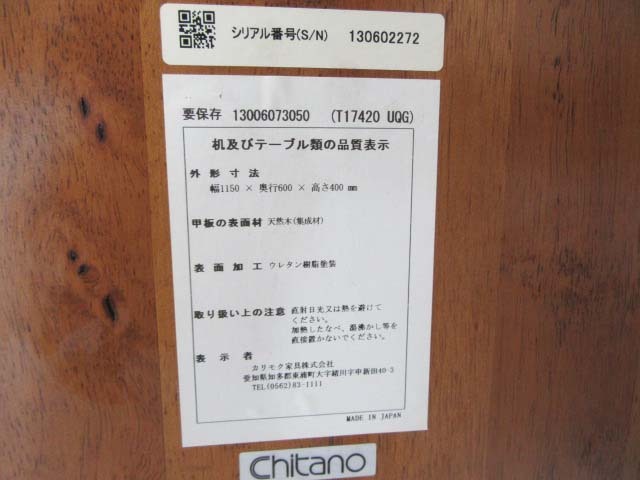 シリアル番号(S/N) 130602272
要保存 13006073050 (T17420 UQG)
机及びテーブル類の品質表示
外形寸法
幅1150 × 奥行600 × 高さ400 mm
甲板の表面材 天然木(集成材)
表面加工 ウレタン樹脂塗装
取り扱い上の注意 直射日光又は熱を避けて
ください。
加熱したなべ、湯沸かし等を
直接置かないでください。
表示者
カリモク家具株式会社
愛知県知多郡東浦町大字緒川字申新田40-3
TEL(0562)83-1111
MADE IN JAPAN
Chitano